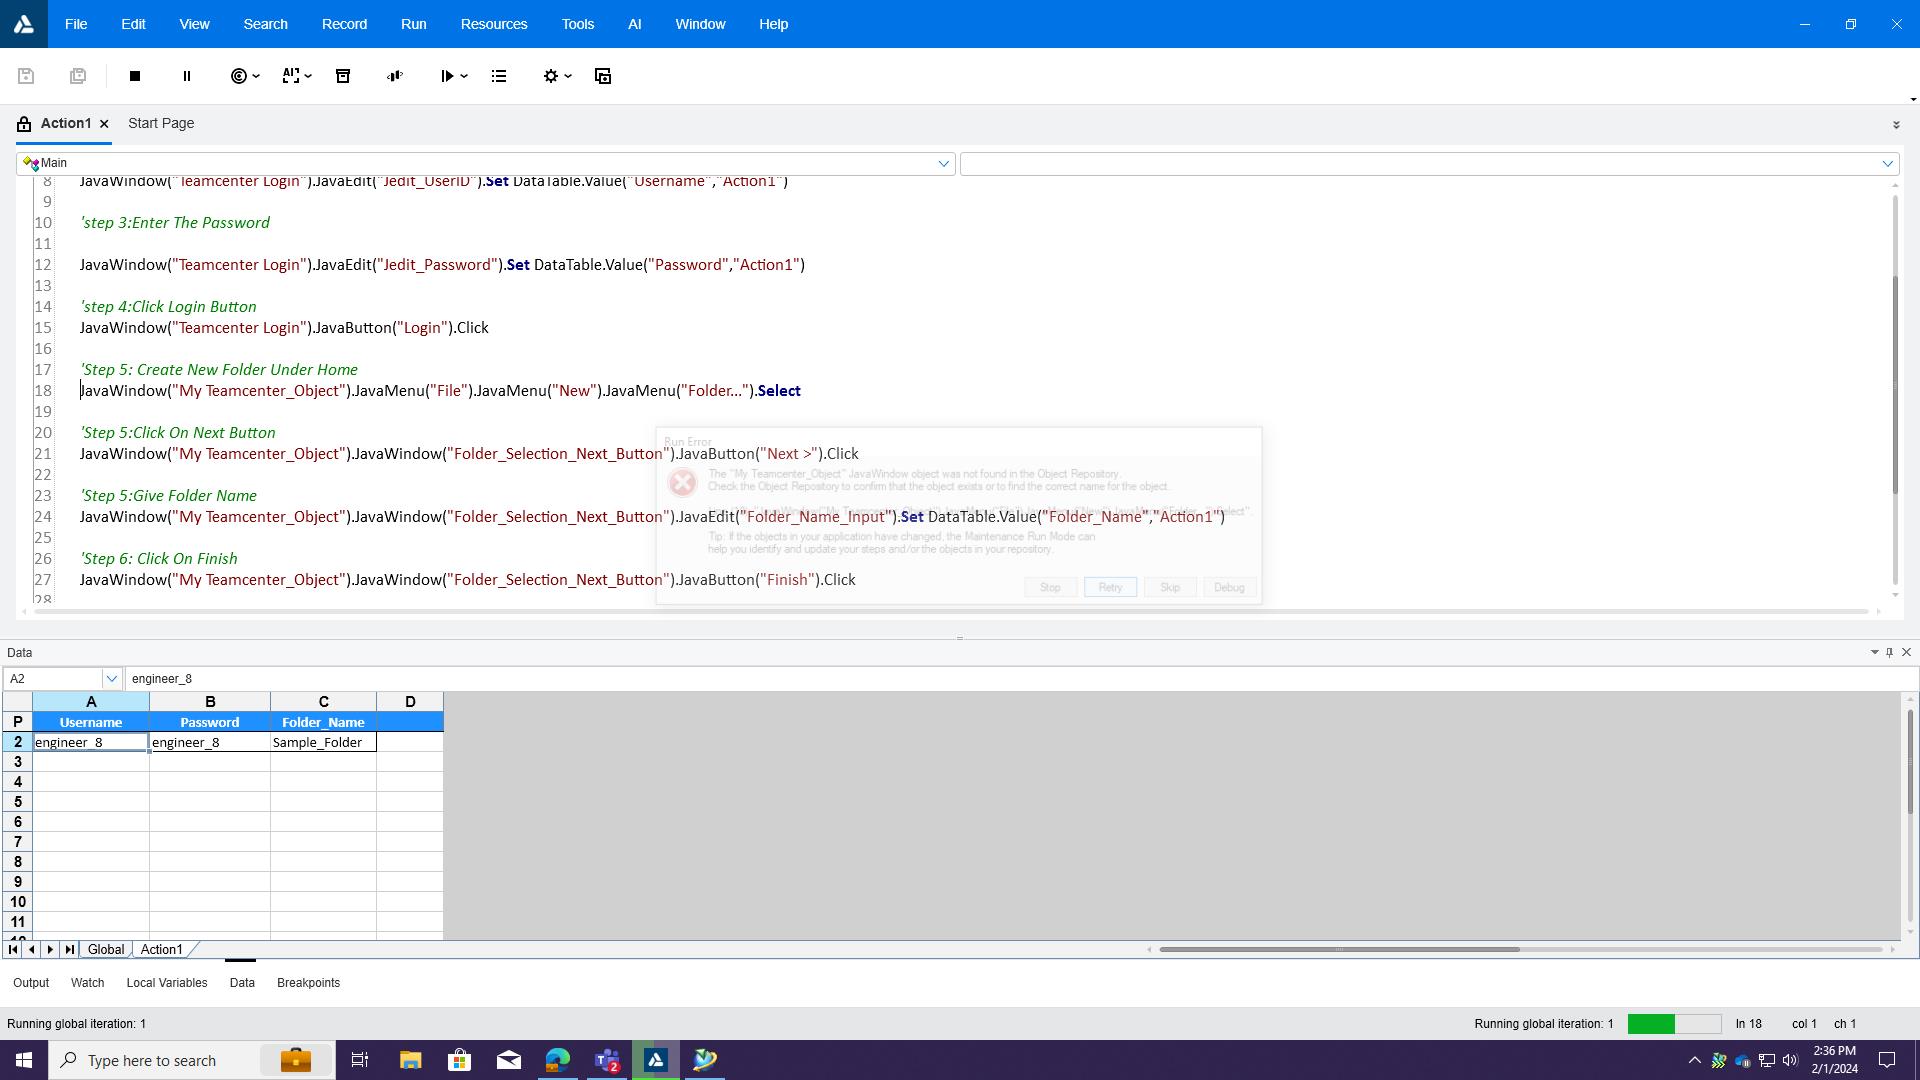 File Edit View Search Record Run Resources Tools AI Window Help
Action1 Start Page
Main
8 JavaWindow("Teamcenter Login").JavaEdit("Jedit_UserID").Set DataTable.Value("Username","Action1")
9
10 'step 3:Enter The Password
11
12 JavaWindow("Teamcenter Login").JavaEdit("Jedit_Password").Set DataTable.Value("Password","Action1")
13
14 'step 4:Click Login Button
15 JavaWindow("Teamcenter Login").JavaButton("Login").Click
16
17 'Step 5: Create New Folder Under Home
18 JavaWindow("My Teamcenter_Object").JavaMenu("File").JavaMenu("New").JavaMenu("Folder...").Select
19
20 'Step 5:Click On Next Button
21 JavaWindow("My Teamcenter_Object").JavaWindow("Folder_Selection_Next_Button").JavaButton("Next >").Click
22
23 'Step 5:Give Folder Name
24 JavaWindow("My Teamcenter_Object").JavaWindow("Folder_Selection_Next_Button").JavaEdit("Folder_Name_Input").Set DataTable.Value("Folder_Name","Action1")
25
26 'Step 6: Click On Finish
27 JavaWindow("My Teamcenter_Object").JavaWindow("Folder_Selection_Next_Button").JavaButton("Finish").Click
28
Run Error
The "My Teamcenter_Object" JavaWindow object was not found in the Object Repository.
Check the Object Repository to confirm that the object exists or to find the correct name for the object.
Tip: If the objects in your application have changed, the Maintenance Run Mode can
help you identify and update your steps and/or the objects in your repository.
Stop Retry Skip Debug
Data
A2 engineer_8
A B C D
P Username Password Folder_Name
2 engineer_8 engineer_8 Sample_Folder
3
4
5
6
7
8
9
10
11
Global Action1
Output Watch Local Variables Data Breakpoints
Running global iteration: 1 Running global iteration: 1 ln 18 col 1 ch 1
Type here to search
2
2:36 PM
2/1/2024